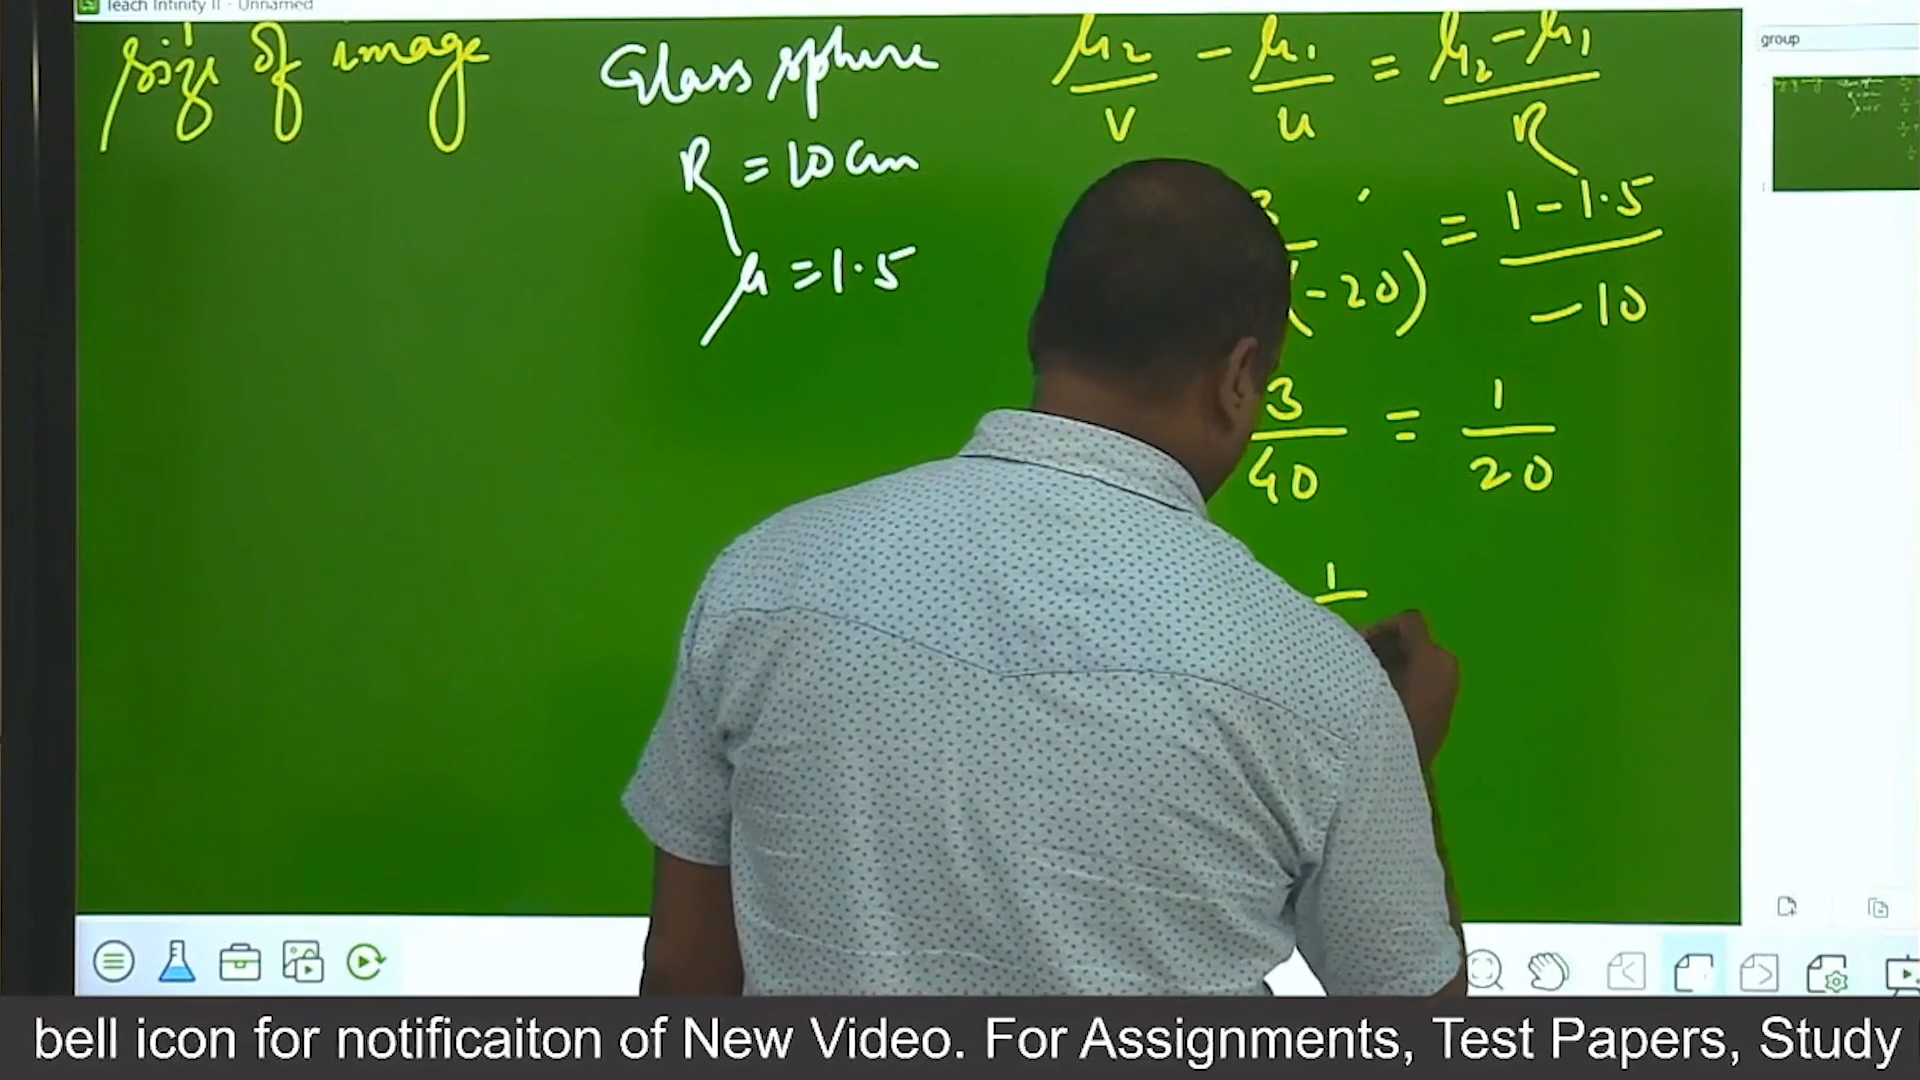 Teach Infinity II - Unnamed
group
size of image
Glass sphere
R = 10 cm
μ = 1.5
μ2/v - μ1/u = μ2-μ1/R
(-20) = 1-1.5/-10
3/40 = 1/20
1
bell icon for notificaiton of New Video. For Assignments, Test Papers, Study